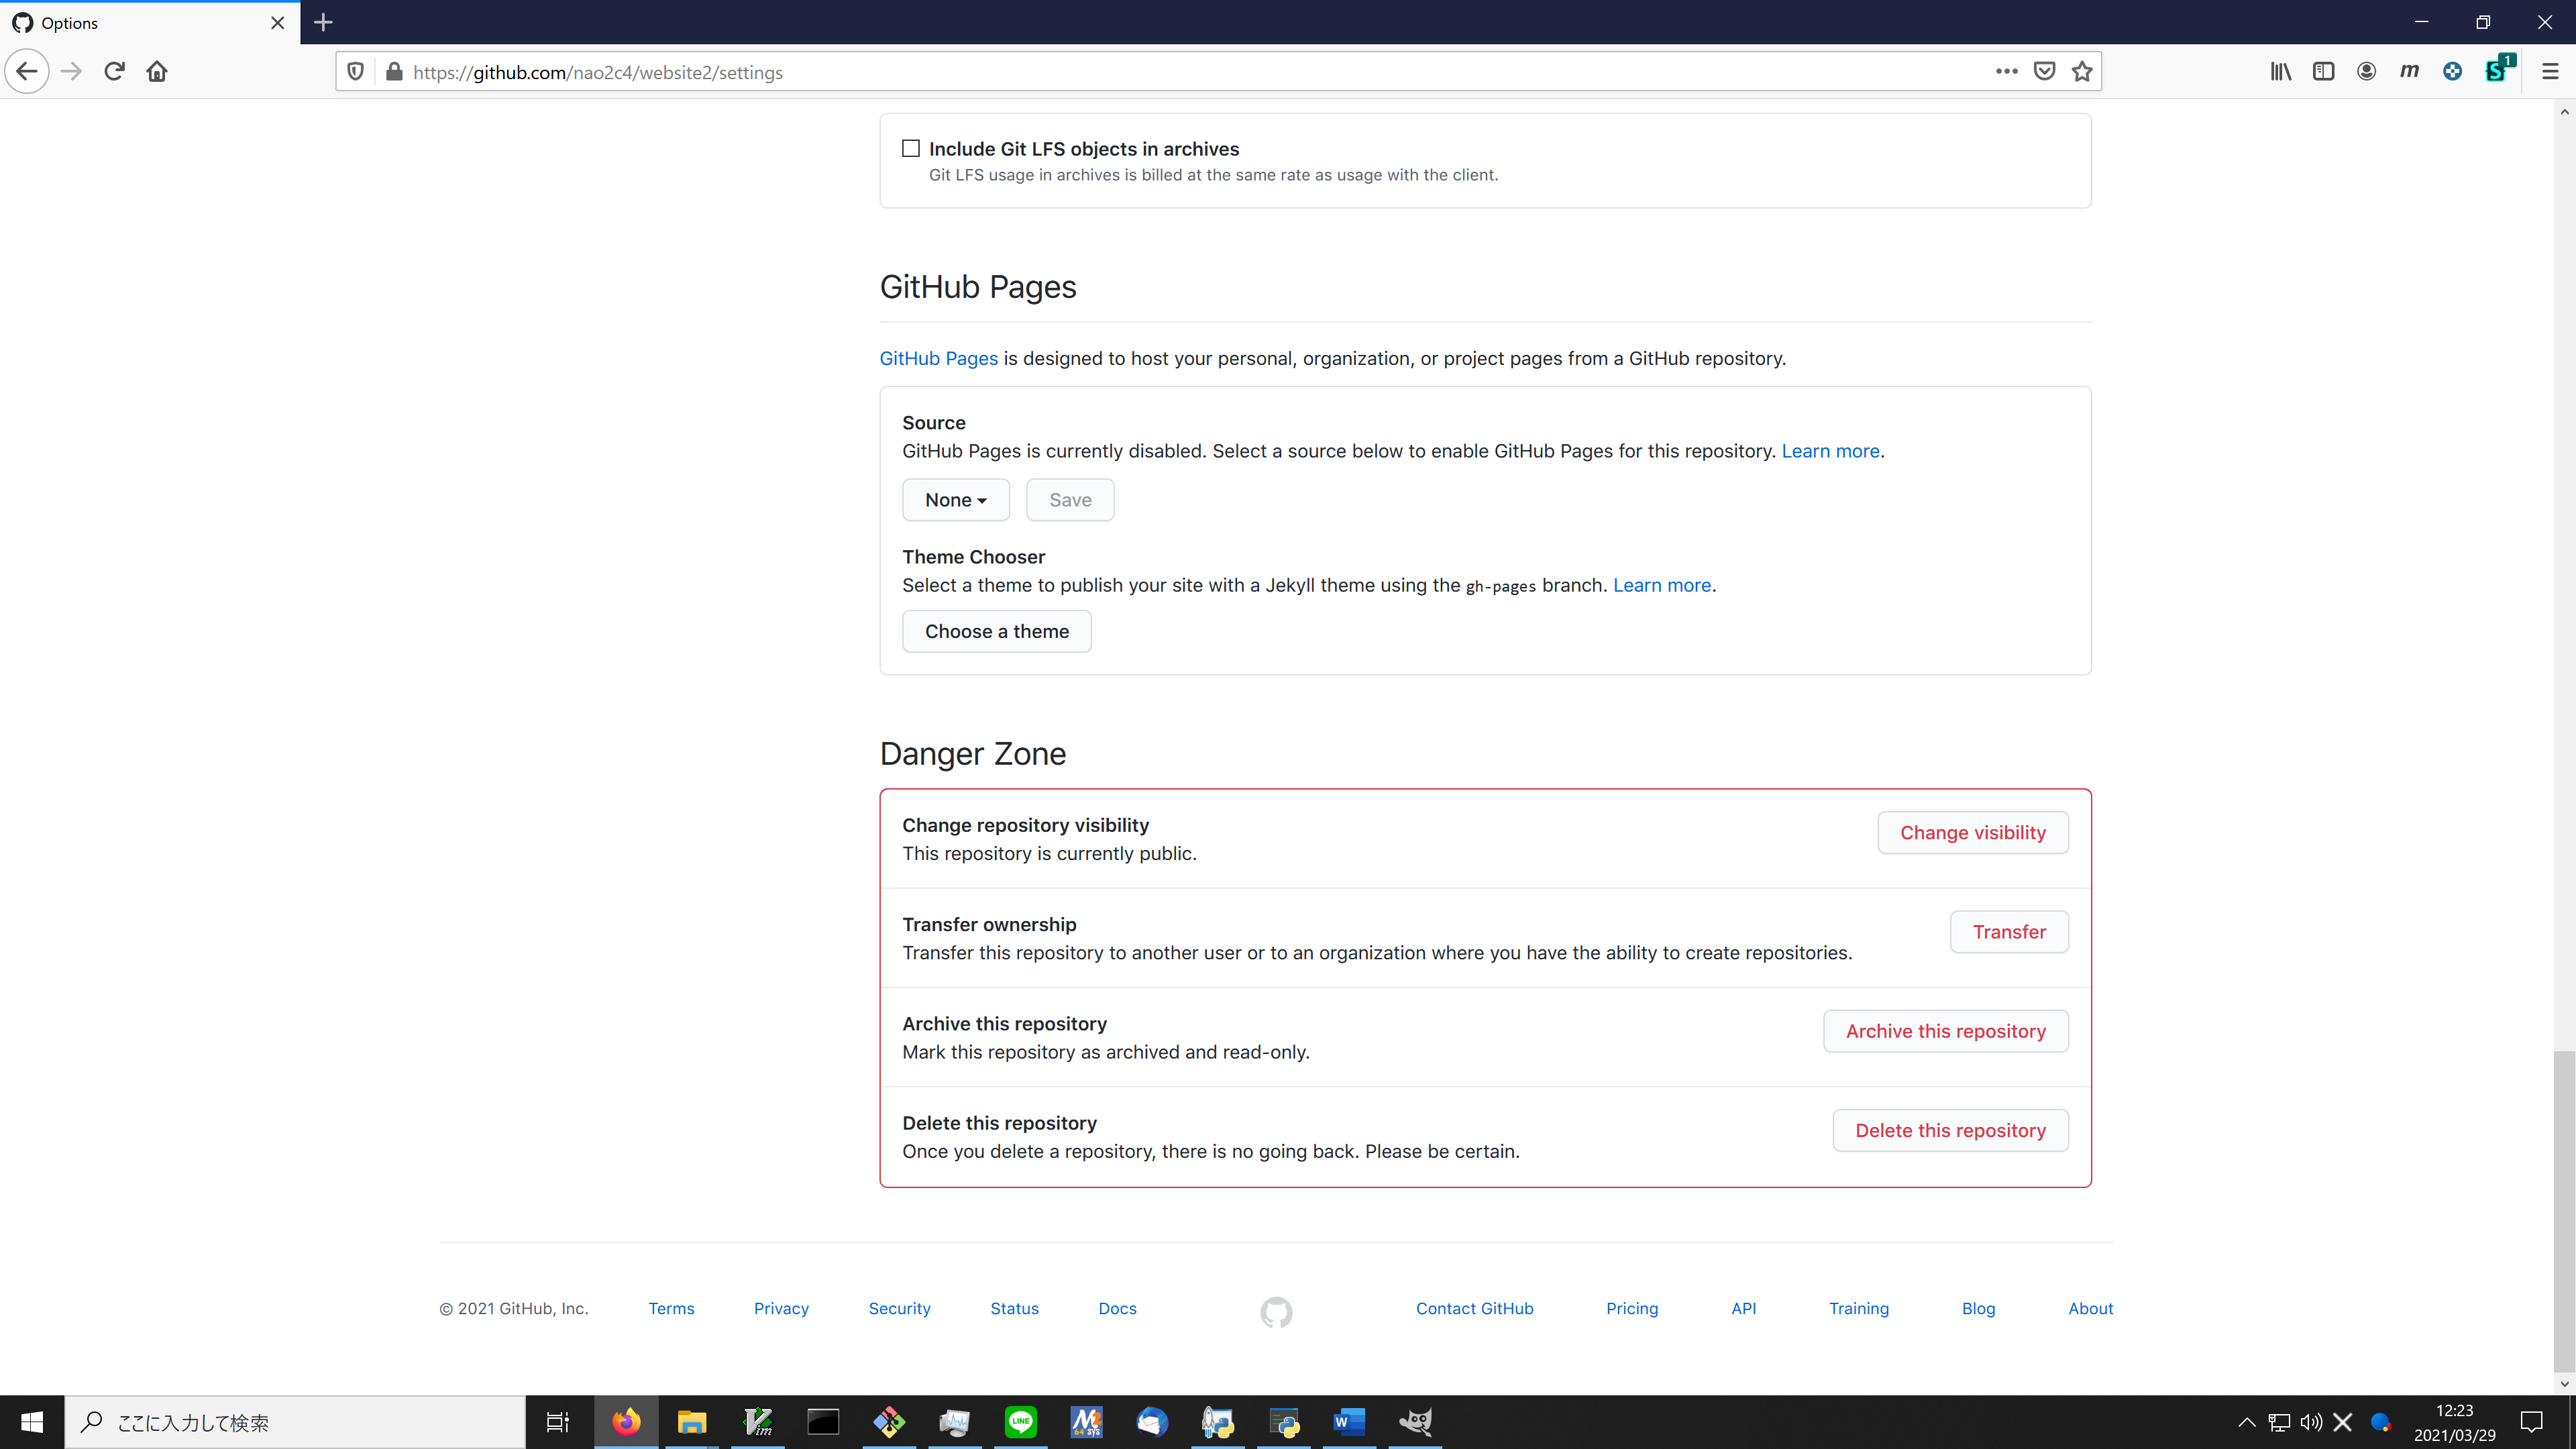 Options
https://github.com/nao2c4/website2/settings
1
Include Git LFS objects in archives
Git LFS usage in archives is billed at the same rate as usage with the client.
GitHub Pages
GitHub Pages is designed to host your personal, organization, or project pages from a GitHub repository.
Source
GitHub Pages is currently disabled. Select a source below to enable GitHub Pages for this repository. Learn more.
None Save
Theme Chooser
Select a theme to publish your site with a Jekyll theme using the gh-pages branch. Learn more.
Choose a theme
Danger Zone
Change repository visibility
This repository is currently public.
Change visibility
Transfer ownership
Transfer this repository to another user or to an organization where you have the ability to create repositories.
Transfer
Archive this repository
Mark this repository as archived and read-only.
Archive this repository
Delete this repository
Once you delete a repository, there is no going back. Please be certain.
Delete this repository
© 2021 GitHub, Inc. Terms Privacy Security Status Docs Contact GitHub Pricing API Training Blog About
ここに入力して検索
LINE
12:23
2021/03/29